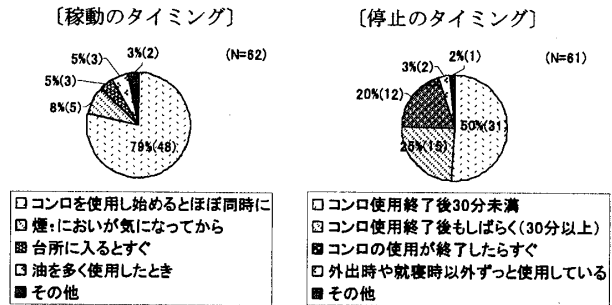 〔稼動のタイミング〕
3%(2)
5%(3)
(N=62)
5%(3)
8%(5)
79%(48)
□コンロを使用し始めるとほぼ同時に
煙:においが気になってから
台所に入るとすぐ
油を多く使用したとき
■その他
〔停止のタイミング〕
2%(1)
3%(2)
(N=61)
20%(12)
50%(31)
25%(15)
コンロ使用終了後30分未満
コンロ使用終了後もしばらく(30分以上)
コンロの使用が終了したらすぐ
外出時や就寝時以外ずっと使用している
■その他